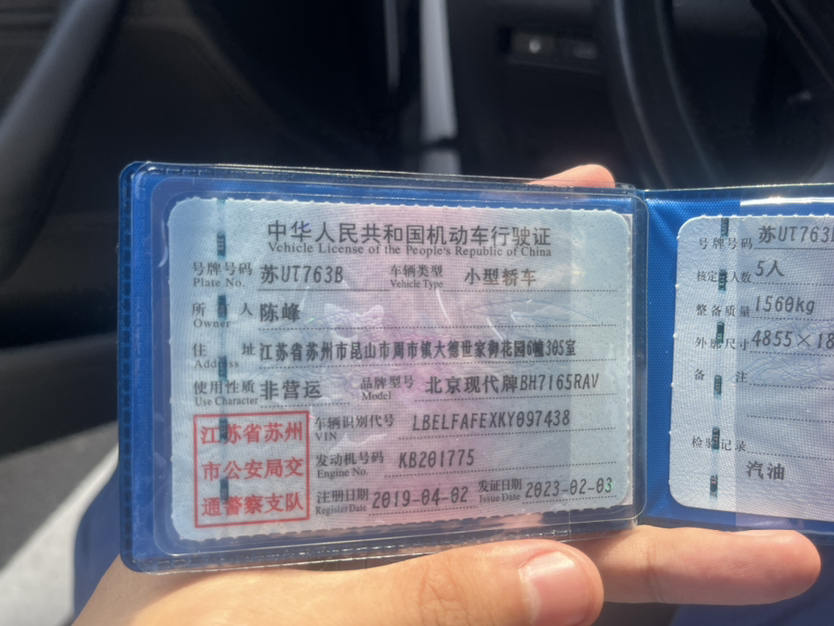 中华人民共和国机动车行驶证
Vehicle License of the People's Republic of China
号牌号码 苏UT763B 车辆类型 小型轿车
Plate No. Vehicle Type
所 人 陈峰
Owner
住 址 江苏省苏州市昆山市周市镇大德世家御花园6幢305室
Address
使用性质 非营运 品牌型号 北京现代牌BH7165RAV
Use Character Model
江苏省苏州
市公安局交
通警察支队
车辆识别代号 LBELFAFEXKY097438
VIN
发动机号码 KB201775
Engine No.
注册日期 2019-04-02 发证日期 2023-02-03
Register Date Issue Date
号牌号码 苏UT763
核定 人数 5人
整备质量 1560kg
外廓尺寸 4855×18
备 注
检验记录
汽油